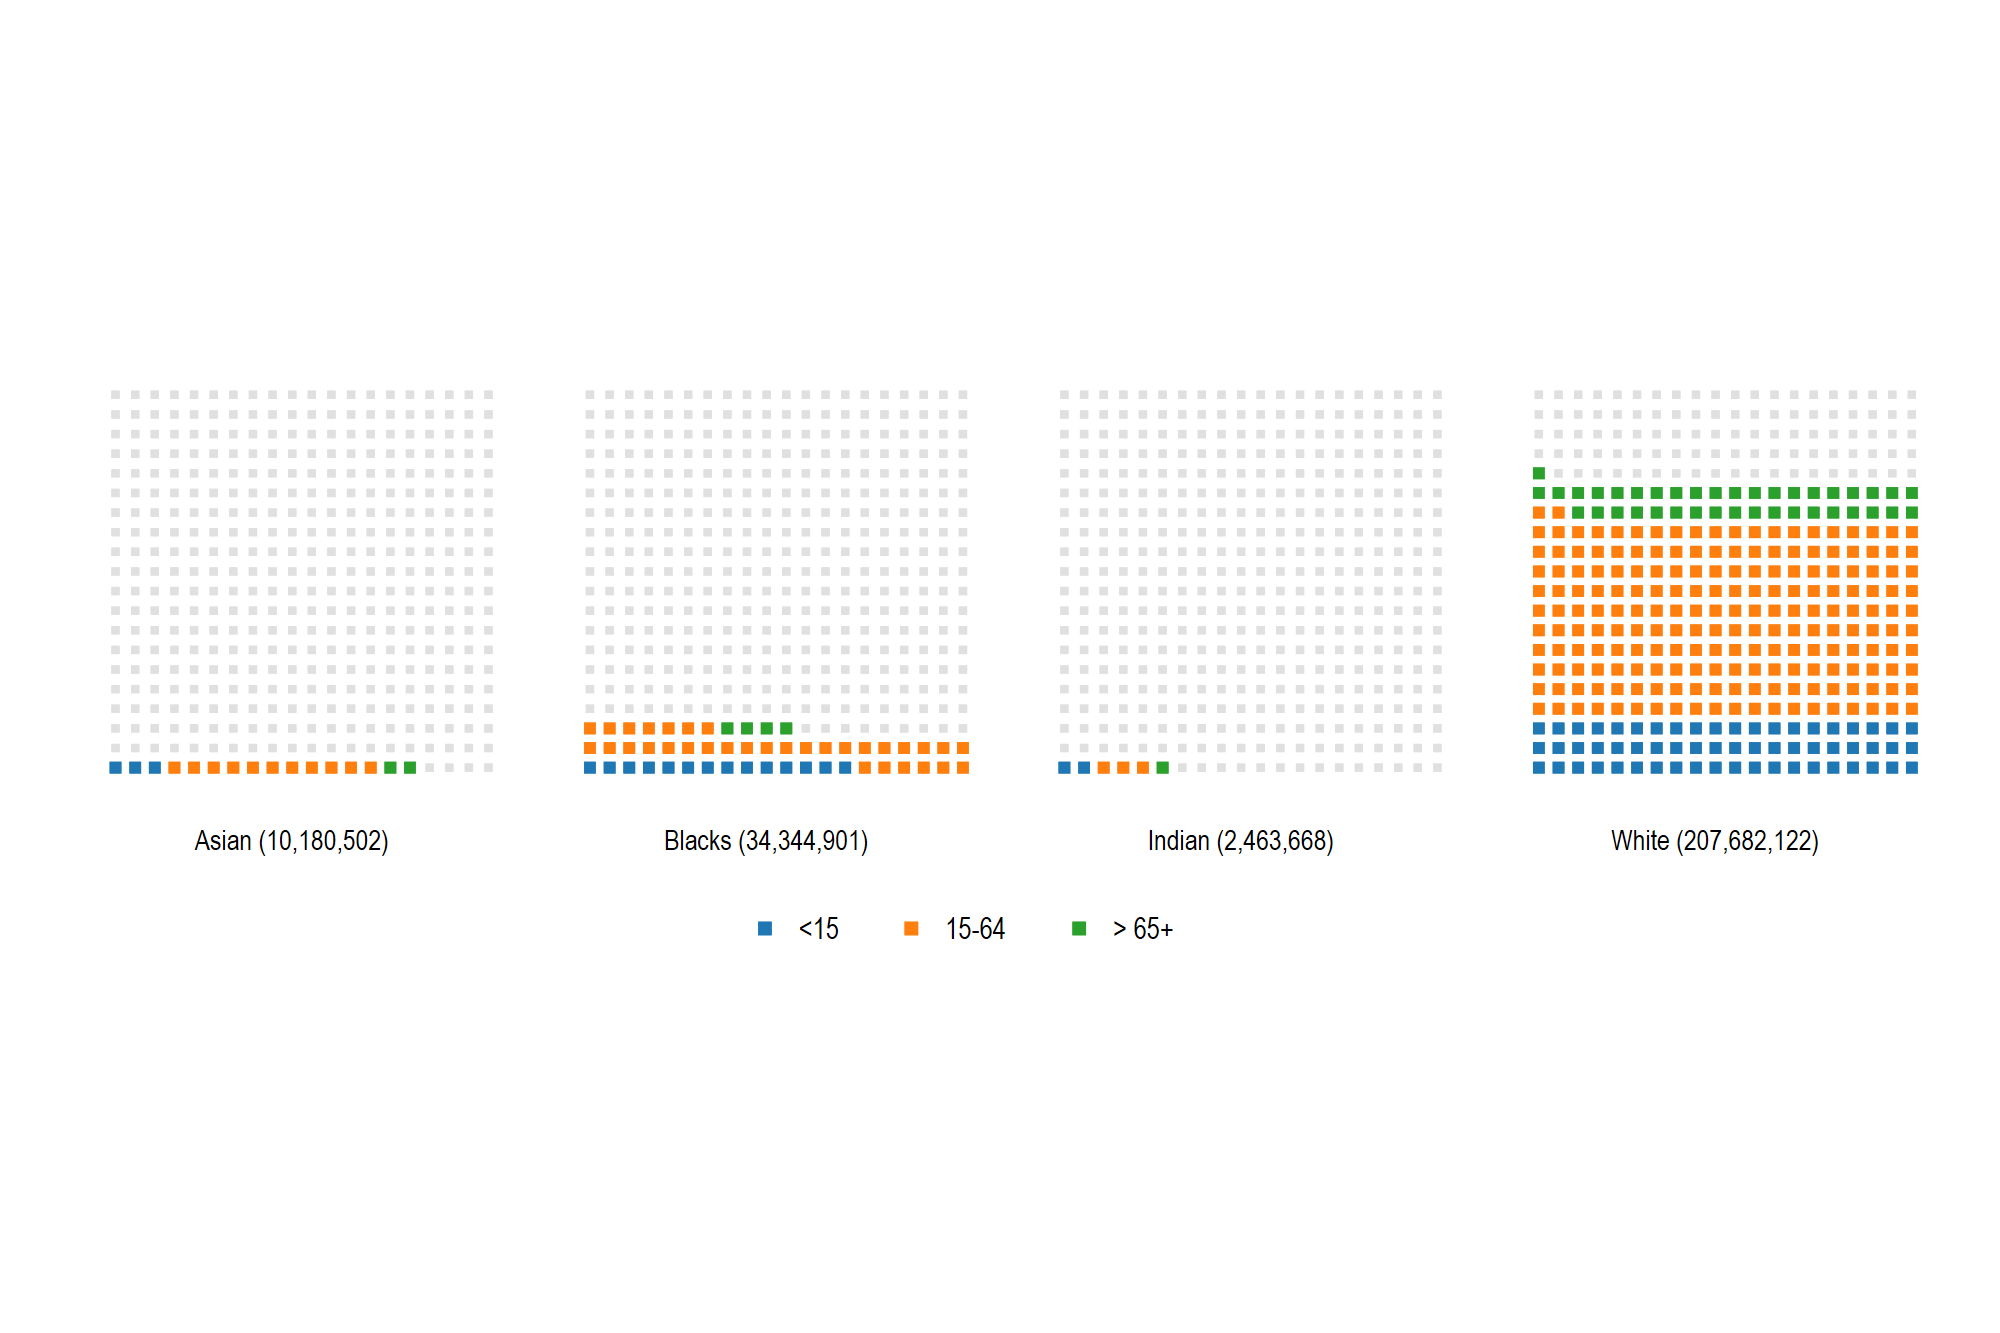 Asian (10,180,502)
Blacks (34,344,901)
Indian (2,463,668)
White (207,682,122)
<15
15-64
> 65+